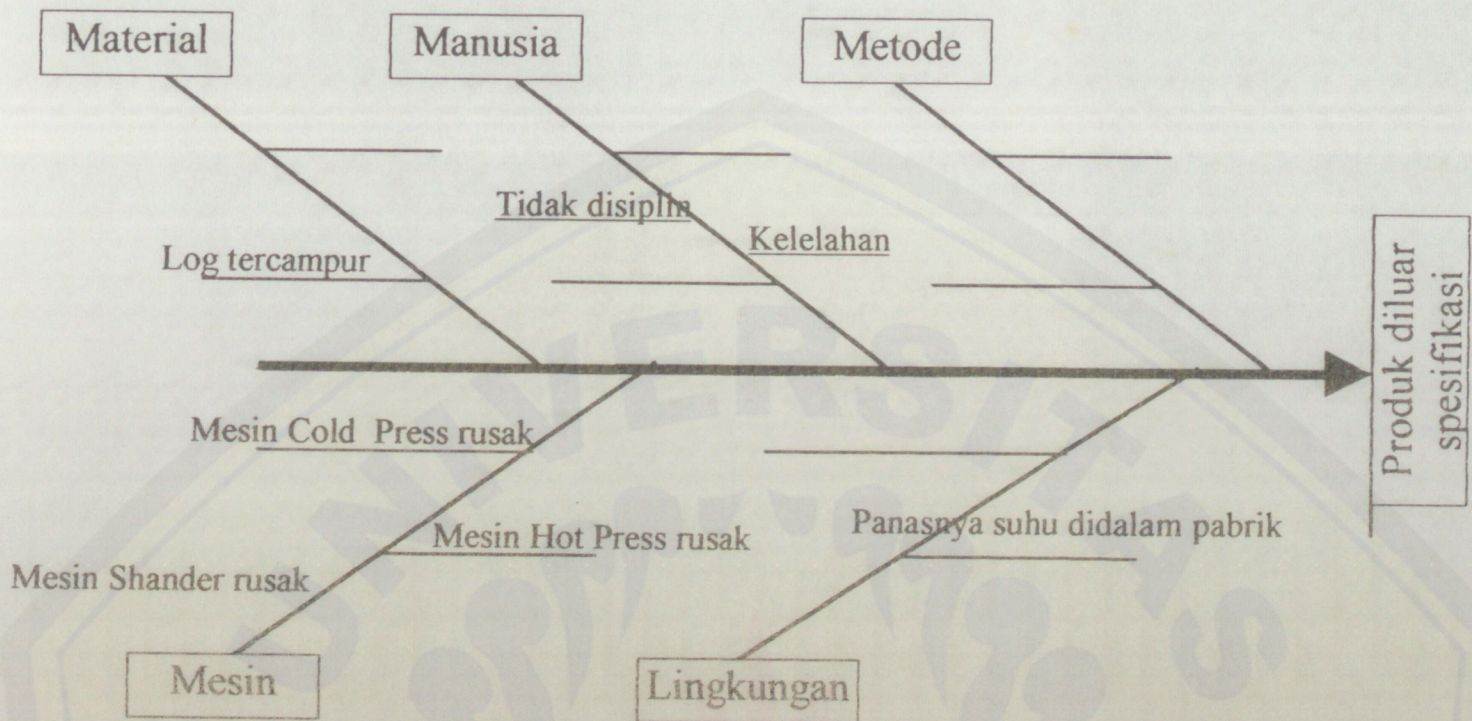 Material
Manusia
Metode
Tidak disiplin
Kelelahan
Log tercampur
Produk diluar
spesifikasi
Mesin Cold Press rusak
Mesin Hot Press rusak
Panasnya suhu didalam pabrik
Mesin Shander rusak
Mesin
Lingkungan
UNIVERSITAS